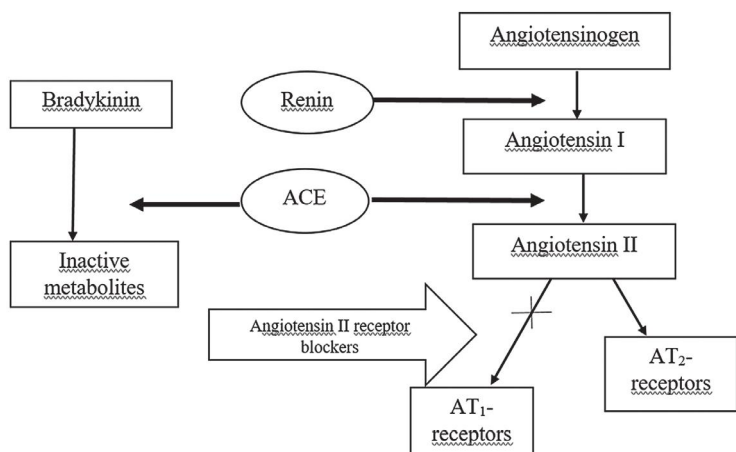 Angiotensinogen
Bradykinin
Renin
Angiotensin I
ACE
Angiotensin II
Inactive
metabolites
Angiotensin II receptor
blockers
AT₂-
receptors
AT₁-
receptors